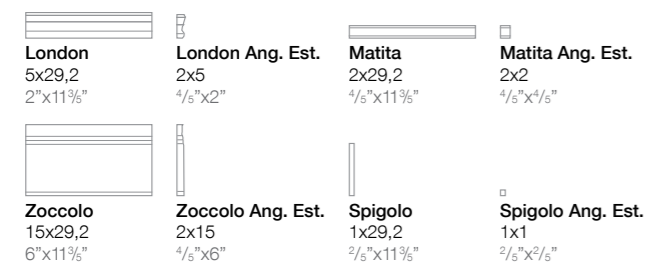 London
5x29,2
2”x11⅗”
London Ang. Est.
2x5
⁴/₅”x2”
Matita
2x29,2
⁴/₅”x11⅗”
Matita Ang. Est.
2x2
⁴/₅”x⁴/₅”
Zoccolo
15x29,2
6”x11⅗”
Zoccolo Ang. Est.
2x15
⁴/₅”x6”
Spigolo
1x29,2
²/₅”x11⅗”
Spigolo Ang. Est.
1x1
²/₅”x²/₅”